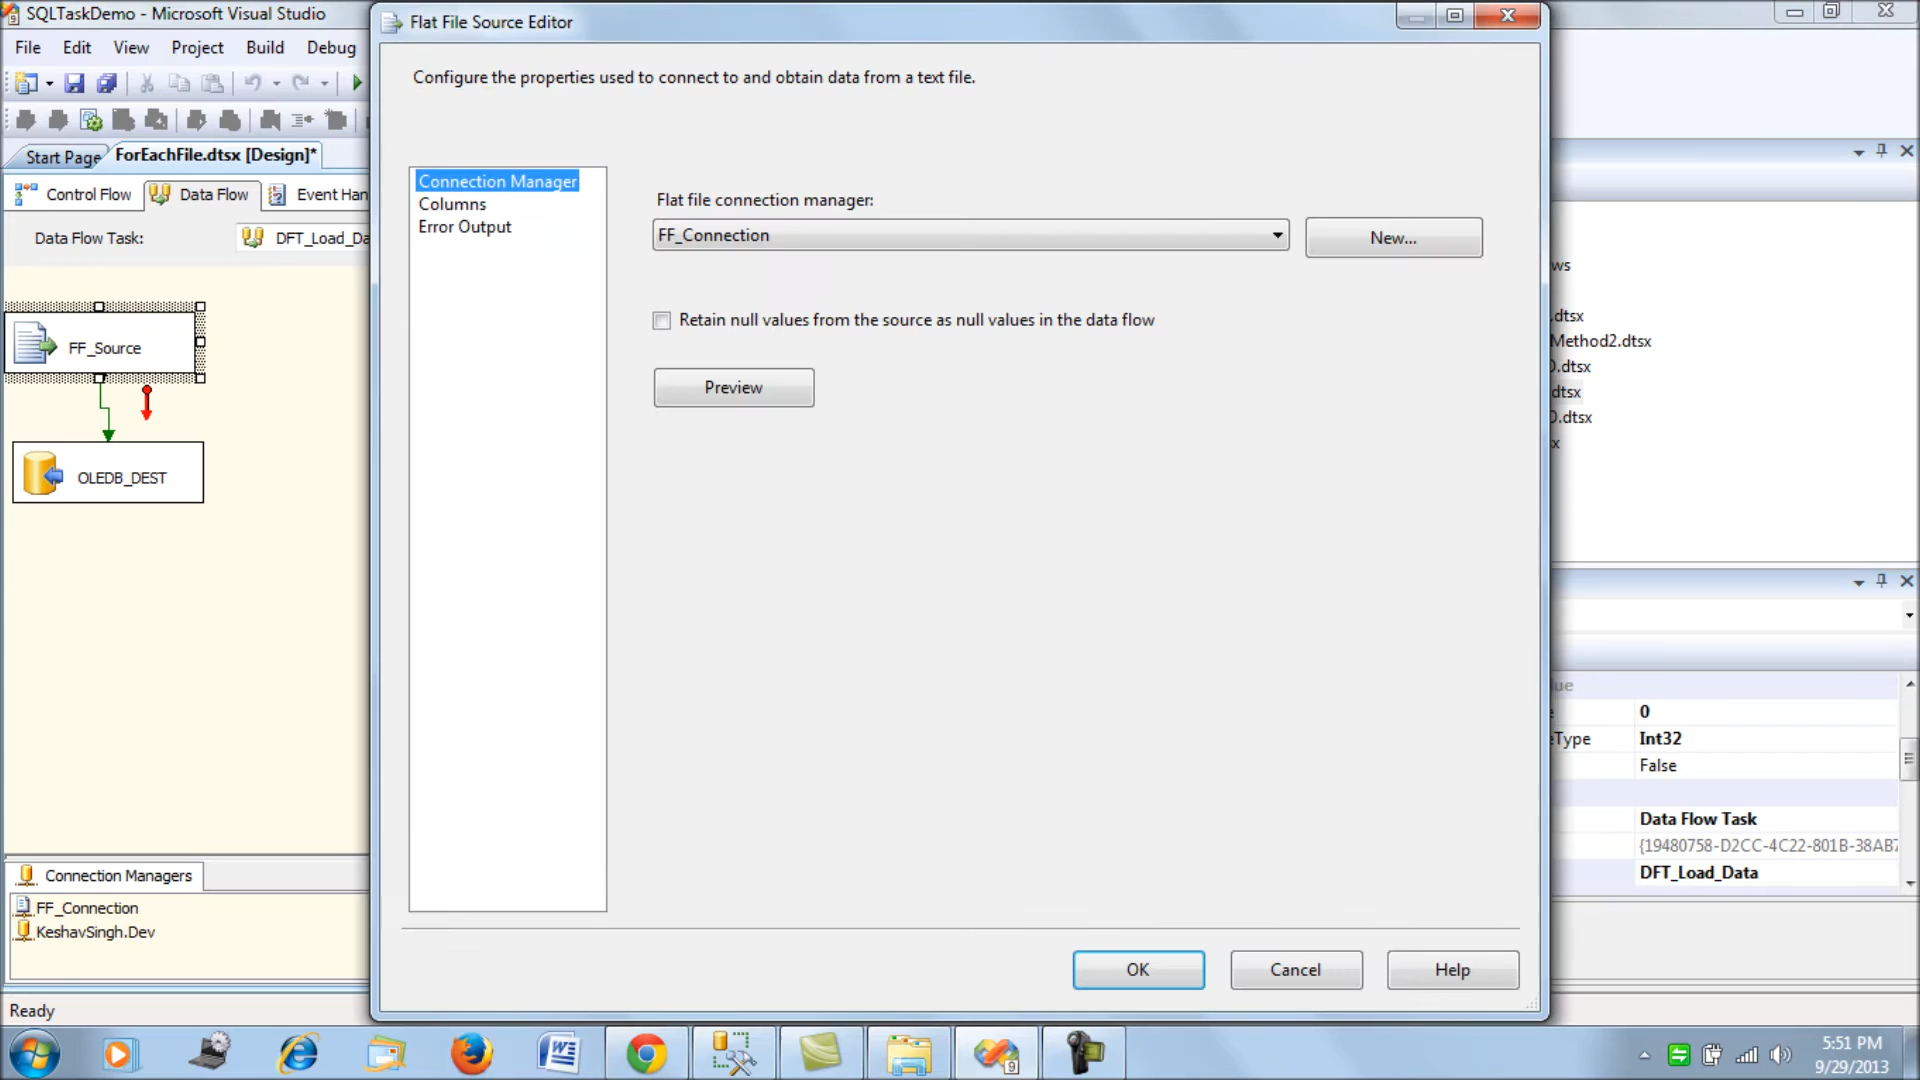 SQLTaskDemo - Microsoft Visual Studio
File Edit View Project Build Debug
Start Page ForEachFile.dtsx [Design]*
Control Flow Data Flow Event Han
Data Flow Task: DFT_Load_Da
FF_Source
OLEDB_DEST
Connection Managers
FF_Connection
KeshavSingh.Dev
Ready
Flat File Source Editor
Configure the properties used to connect to and obtain data from a text file.
Connection Manager
Columns
Error Output
Flat file connection manager:
FF_Connection New...
Retain null values from the source as null values in the data flow
Preview
OK Cancel Help
ws
.dtsx
Method2.dtsx
.dtsx
dtsx
.dtsx
x
ue
0
eType Int32
False
Data Flow Task
{19480758-D2CC-4C22-801B-38AB7
DFT_Load_Data
9
5:51 PM
9/29/2013